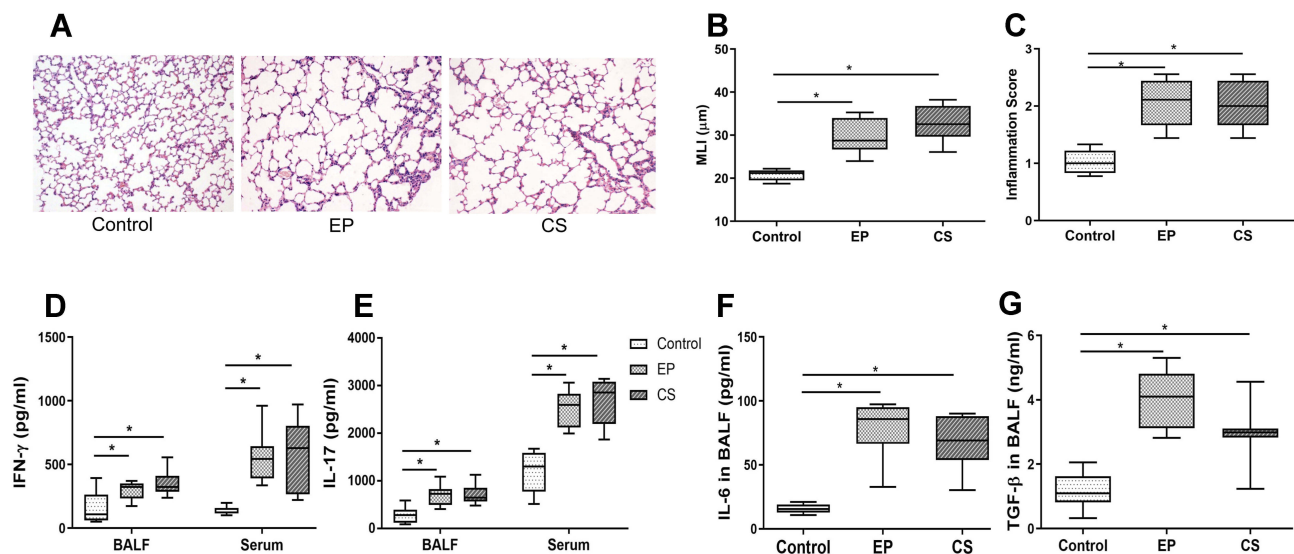 A
Control
EP
CS
B
MLI (μm)
50
40
30
20
10
*
*
Control
EP
CS
C
Inflammation Score
3
2
1
0
*
*
Control
EP
CS
D
IFN-γ (pg/ml)
1500
1000
500
0
*
*
*
*
BALF
Serum
E
IL-17 (pg/ml)
4000
3000
2000
1000
0
*
*
*
*
BALF
Serum
Control
EP
CS
F
IL-6 in BALF (pg/ml)
150
100
50
0
*
*
Control
EP
CS
G
TGF-β in BALF (ng/ml)
6
4
2
0
*
*
Control
EP
CS